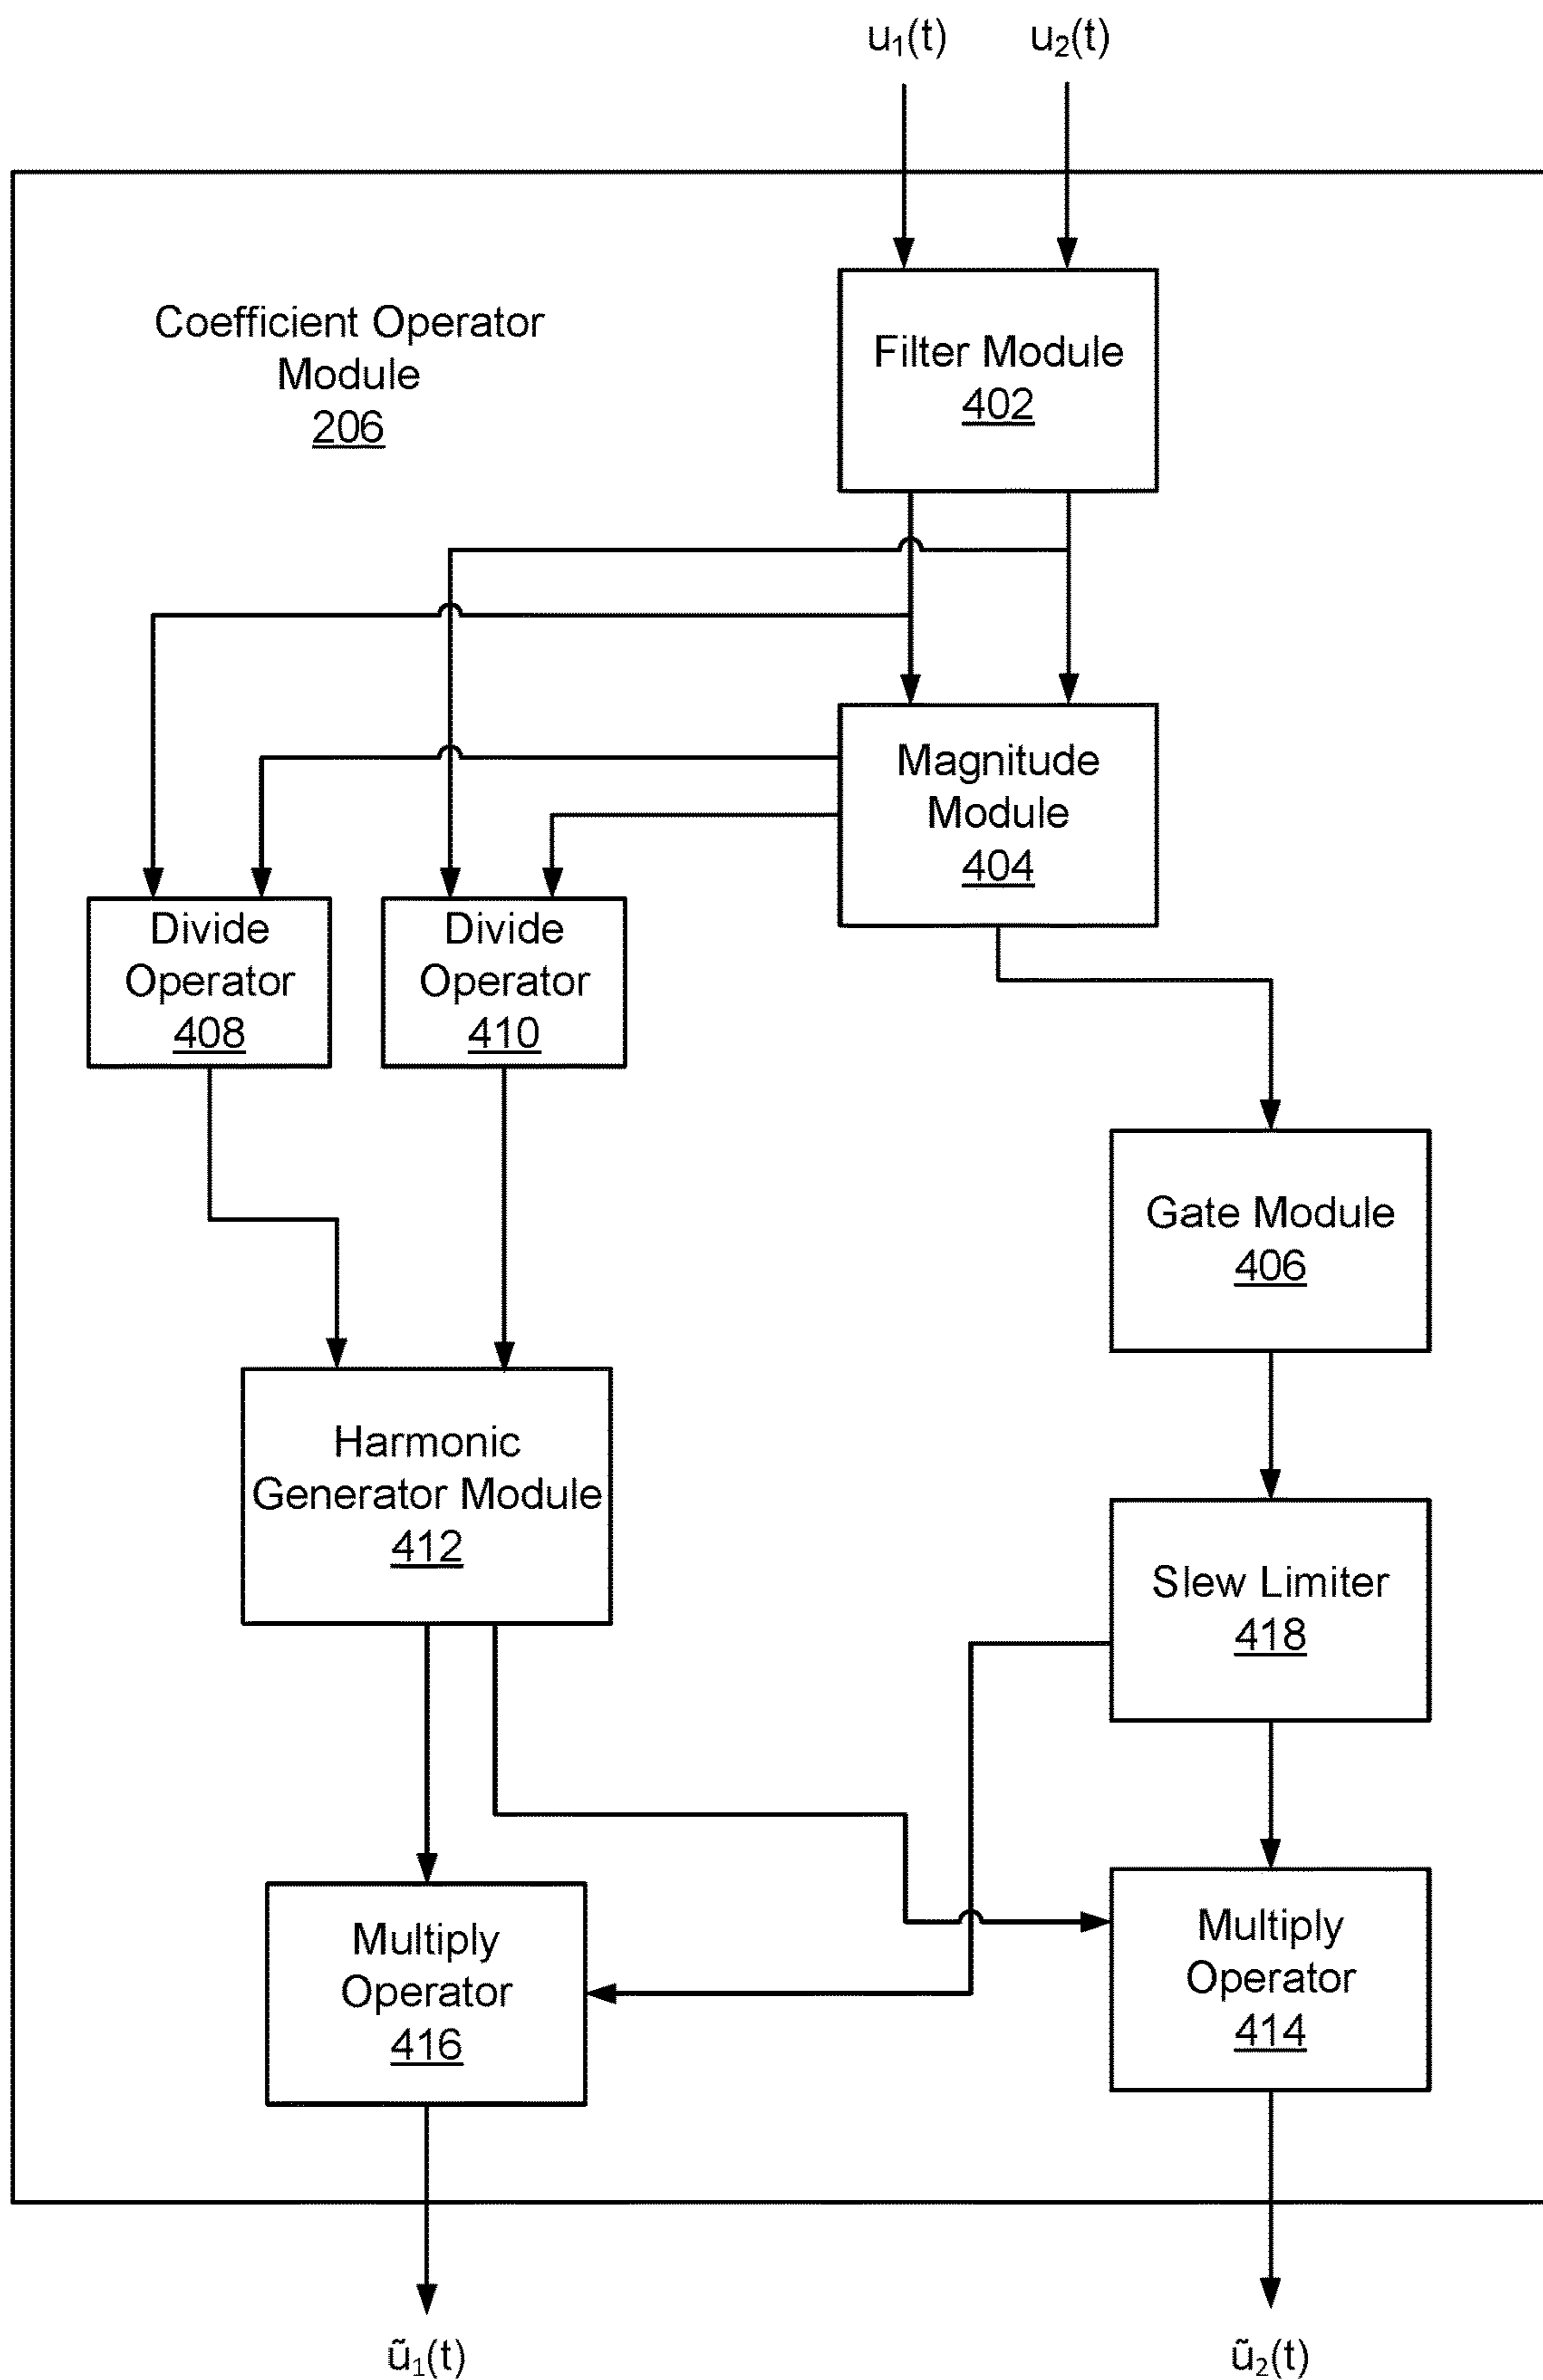 u₁(t) u₂(t)
Coefficient Operator
Module
206
Filter Module
402
Magnitude
Module
404
Divide
Operator
408
Divide
Operator
410
Gate Module
406
Harmonic
Generator Module
412
Slew Limiter
418
Multiply
Operator
416
Multiply
Operator
414
ũ₁(t) ũ₂(t)